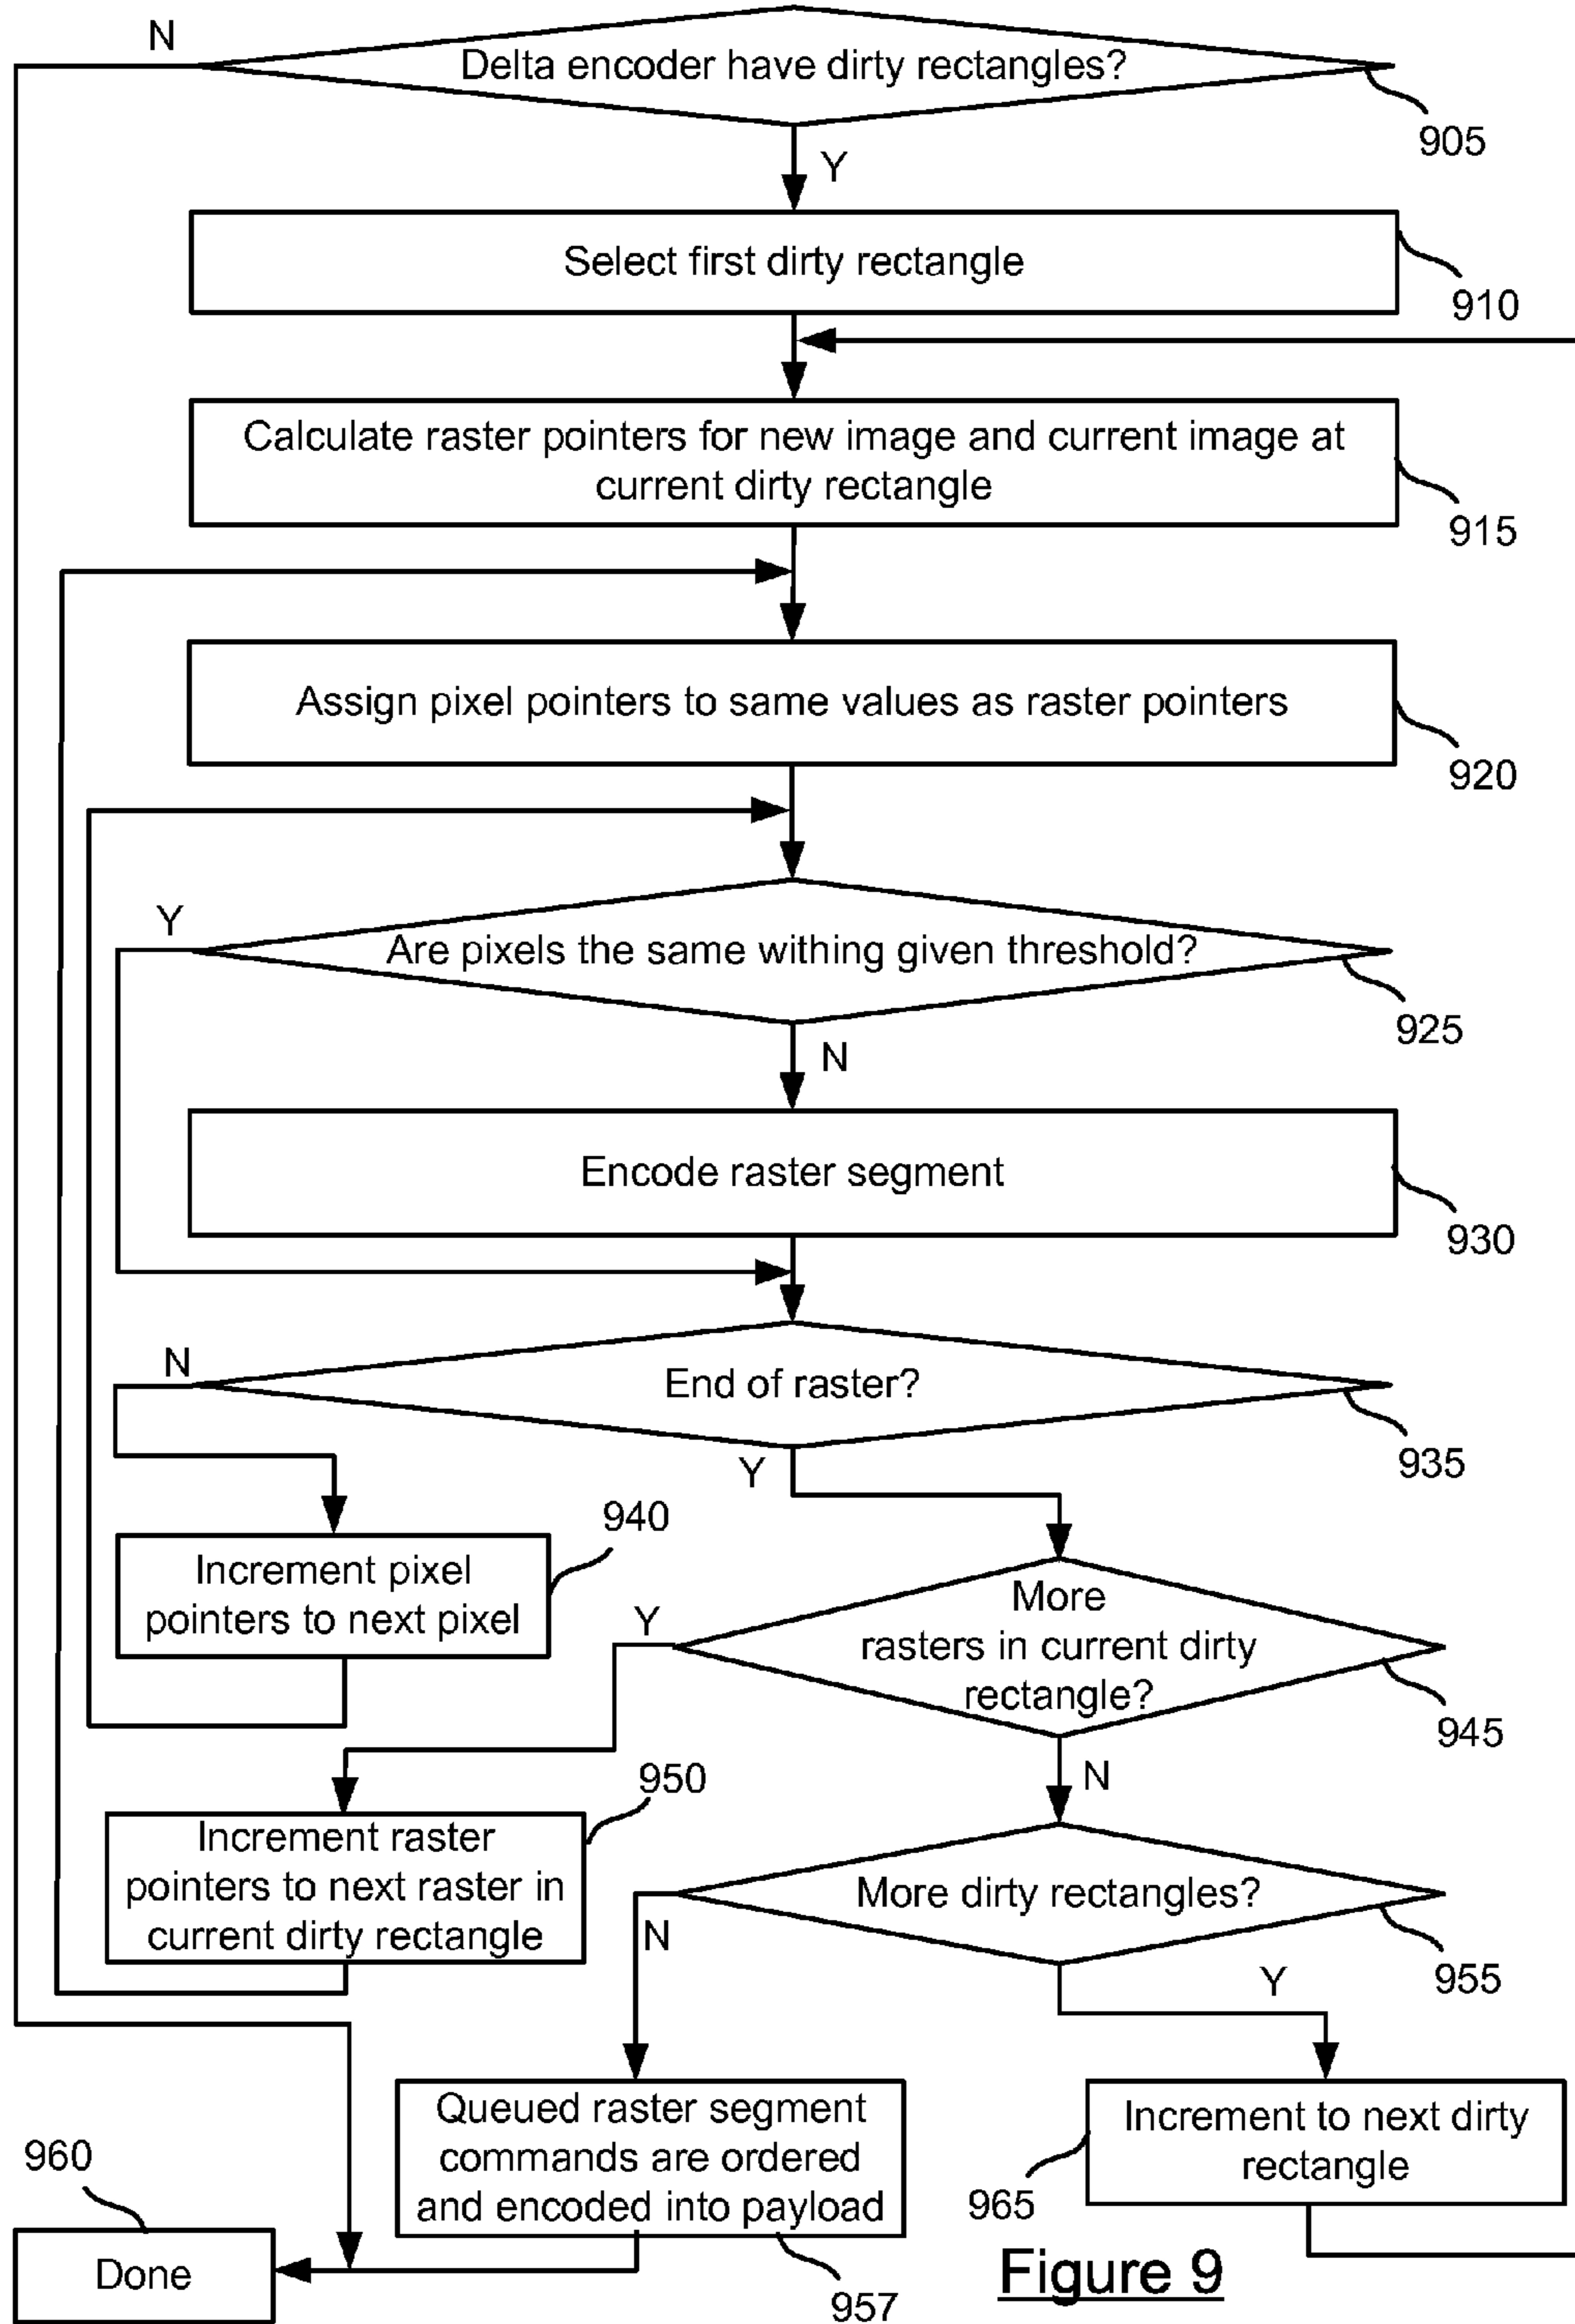 N
Delta encoder have dirty rectangles?
905
Y
Select first dirty rectangle
910
Calculate raster pointers for new image and current image at
current dirty rectangle
915
Assign pixel pointers to same values as raster pointers
920
Y
Are pixels the same withing given threshold?
925
N
Encode raster segment
930
N
End of raster?
935
Y
940
Increment pixel
pointers to next pixel
Y
More
rasters in current dirty
rectangle?
945
N
950
Increment raster
pointers to next raster in
current dirty rectangle
More dirty rectangles?
955
N
Y
Queued raster segment
commands are ordered
and encoded into payload
957
Increment to next dirty
rectangle
965
960
Done
Figure 9